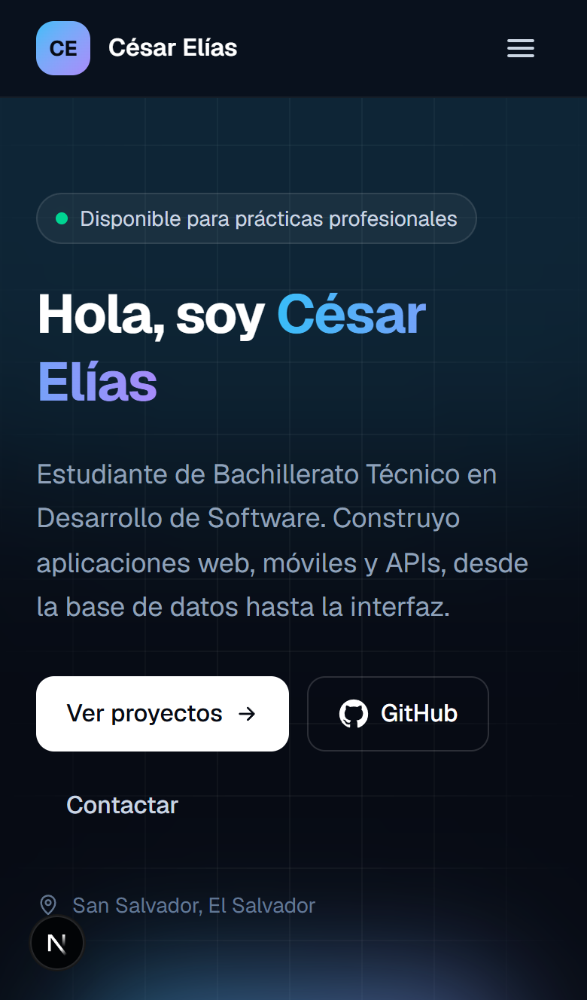 CE César Elías
Disponible para prácticas profesionales
Hola, soy César
Elías
Estudiante de Bachillerato Técnico en
Desarrollo de Software. Construyo
aplicaciones web, móviles y APIs, desde
la base de datos hasta la interfaz.
Ver proyectos → GitHub
Contactar
San Salvador, El Salvador
N